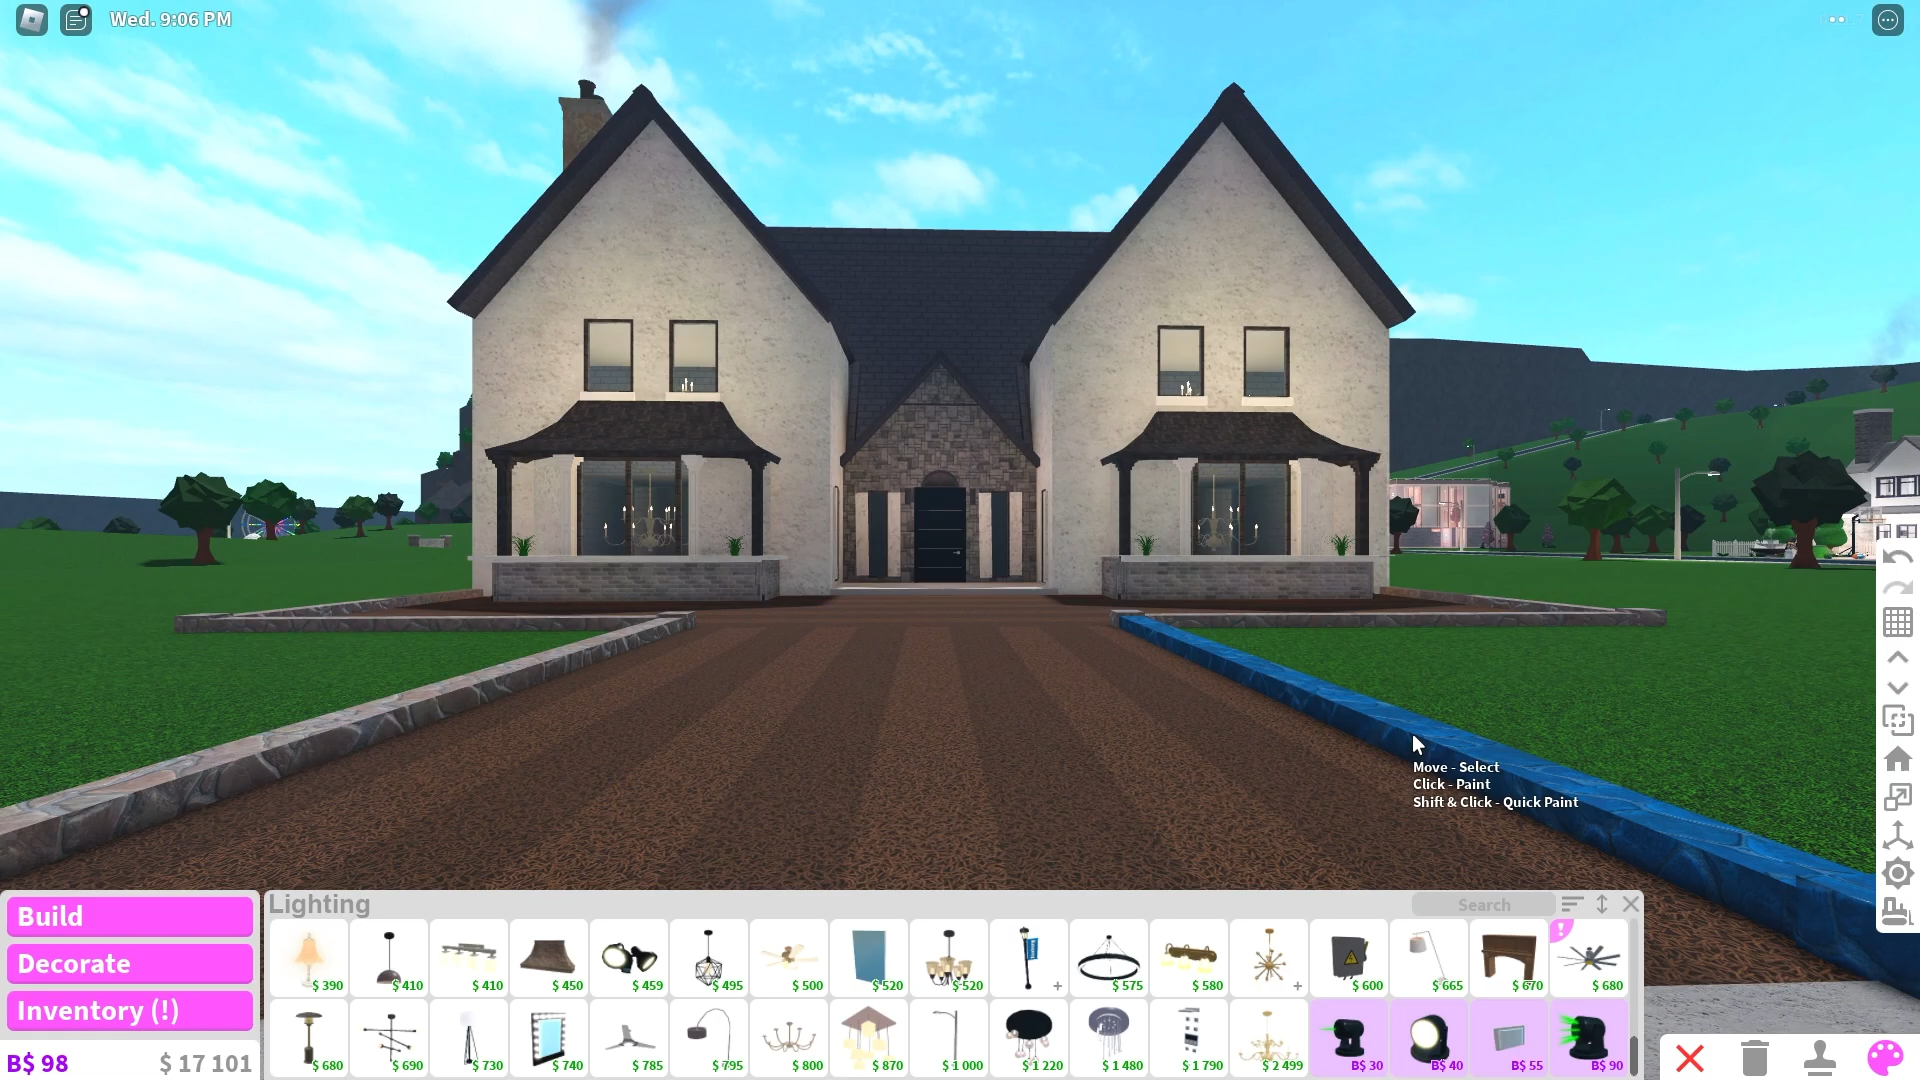 Wed. 9:06 PM
Move - Select
Click - Paint
Shift & Click - Quick Paint
Build
Decorate
Inventory (!)
B$ 98
$ 17 101
Lighting
Search
$ 390
$ 410
$ 410
$ 450
$ 459
$ 495
$ 500
$ 520
$ 520
+
$ 575
$ 580
+
$ 600
$ 665
$ 670
!
$ 680
$ 680
$ 690
$ 730
$ 740
$ 785
$ 795
$ 800
$ 870
$ 1 000
$ 1 220
$ 1 480
$ 1 790
$ 2 499
B$ 30
B$ 40
B$ 55
B$ 90